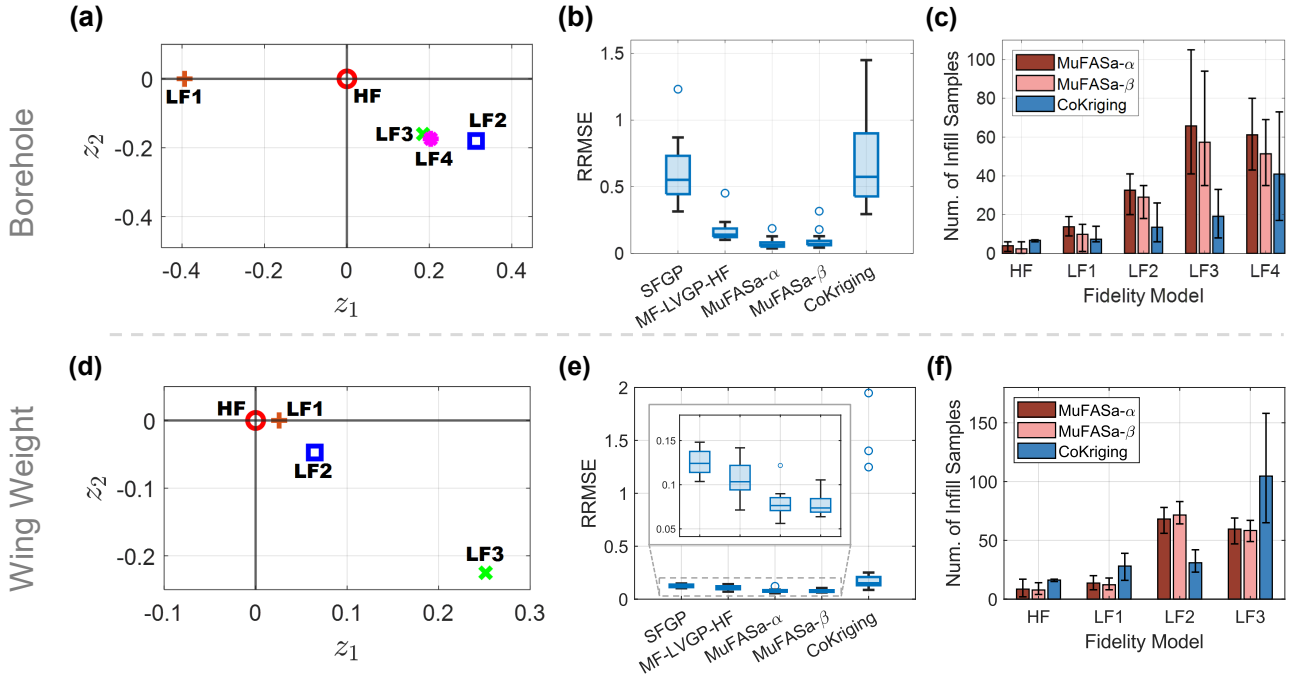 (a)
(b)
(c)
Borehole
0
-0.2
-0.4
z₂
-0.4
-0.2
0
0.2
0.4
z₁
LF1
HF
LF3
LF2
LF4
1.5
1
0.5
0
RRMSE
SFGP
MF-LVGP-HF
MuFASa-α
MuFASa-β
CoKriging
100
80
60
40
20
0
Num. of Infill Samples
MuFASa-α
MuFASa-β
CoKriging
HF
LF1
LF2
LF3
LF4
Fidelity Model
(d)
(e)
(f)
Wing Weight
0
-0.1
-0.2
z₂
-0.1
0
0.1
0.2
0.3
z₁
HF
LF1
LF2
LF3
2
1.5
1
0.5
0
RRMSE
0.15
0.1
0.05
SFGP
MF-LVGP-HF
MuFASa-α
MuFASa-β
CoKriging
150
100
50
0
Num. of Infill Samples
MuFASa-α
MuFASa-β
CoKriging
HF
LF1
LF2
LF3
Fidelity Model